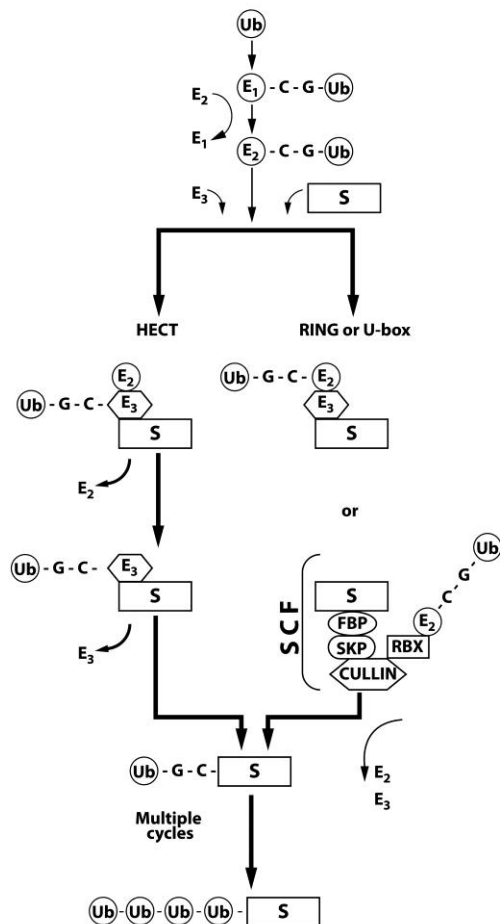 Ub
E1 - C - G - Ub
E2
E1
E2 - C - G - Ub
E3
S
HECT
RING or U-box
E2
Ub - G - C - E3
S
Ub - G - C - E2
E3
S
E2
or
Ub - G - C - E3
S
E3
SCF
S
FBP
SKP
CULLIN
RBX
E2 - C - G - Ub
Ub - G - C - S
E2
E3
Multiple
cycles
Ub - Ub - Ub - Ub - S